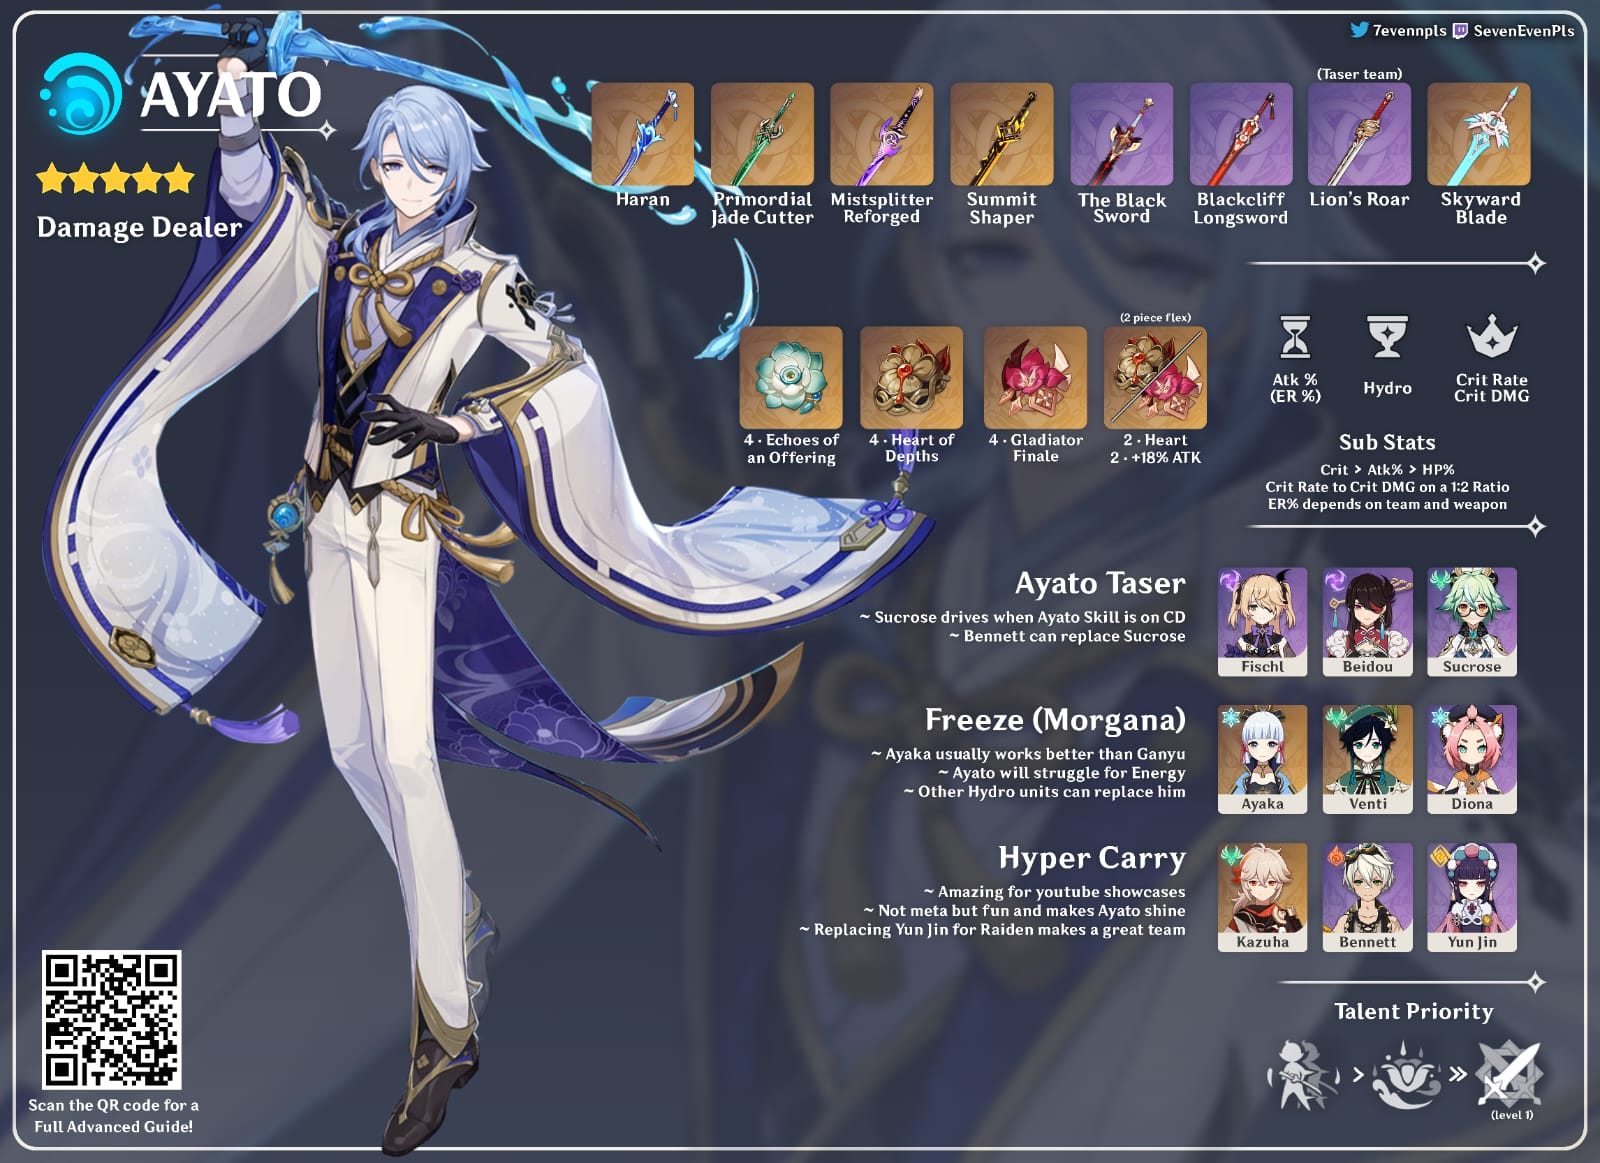 7evennpls SevenEvenPls
AYATO
Damage Dealer
Haran
Primordial
Jade Cutter
Mistsplitter
Reforged
Summit
Shaper
The Black
Sword
Blackcliff
Longsword
(Taser team)
Lion's Roar
Skyward
Blade
4 · Echoes of
an Offering
4 · Heart of
Depths
4 · Gladiator
Finale
(2 piece flex)
2 · Heart
2 · +18% ATK
Atk %
(ER %)
Hydro
Crit Rate
Crit DMG
Sub Stats
Crit > Atk% > HP%
Crit Rate to Crit DMG on a 1:2 Ratio
ER% depends on team and weapon
Ayato Taser
~ Sucrose drives when Ayato Skill is on CD
~ Bennett can replace Sucrose
Fischl
Beidou
Sucrose
Freeze (Morgana)
~ Ayaka usually works better than Ganyu
~ Ayato will struggle for Energy
~ Other Hydro units can replace him
Ayaka
Venti
Diona
Hyper Carry
~ Amazing for youtube showcases
~ Not meta but fun and makes Ayato shine
~ Replacing Yun Jin for Raiden makes a great team
Kazuha
Bennett
Yun Jin
Talent Priority
> >>
(level 1)
Scan the QR code for a
Full Advanced Guide!